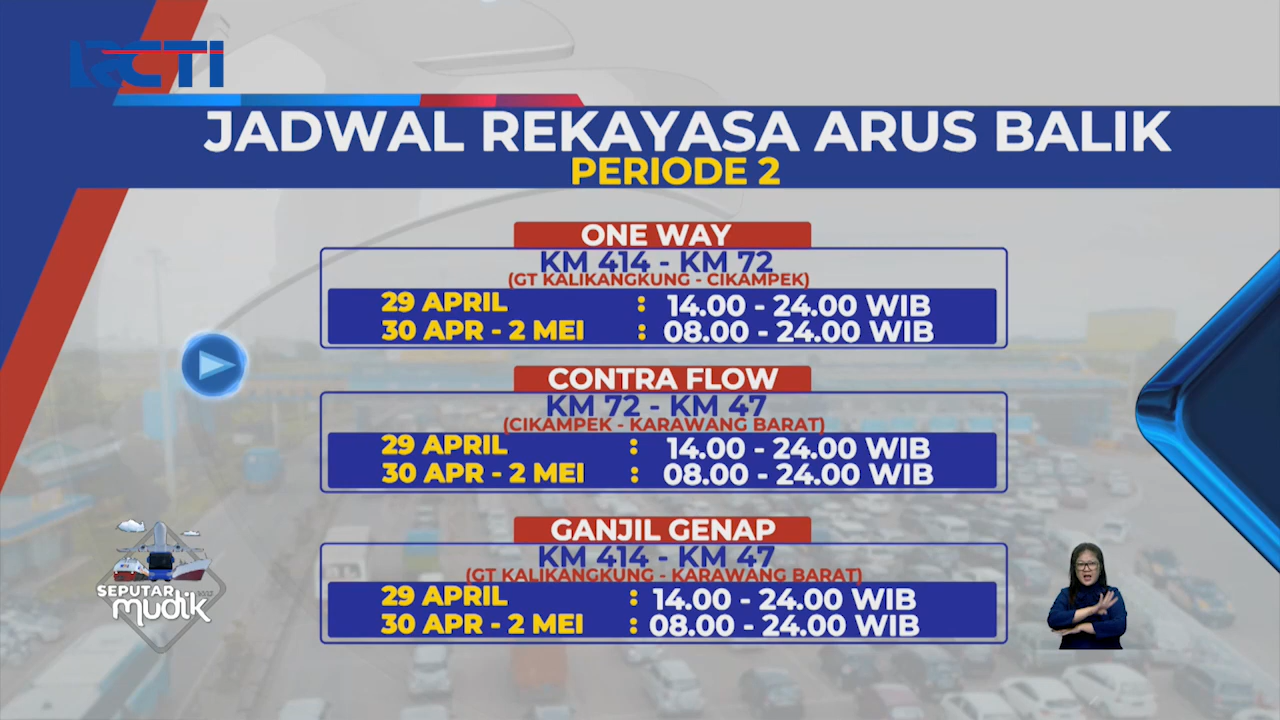 RCTI
JADWAL REKAYASA ARUS BALIK
PERIODE 2
ONE WAY
KM 414 - KM 72
(GT KALIKANGKUNG - CIKAMPEK)
29 APRIL : 14.00 - 24.00 WIB
30 APR - 2 MEI : 08.00 - 24.00 WIB
CONTRA FLOW
KM 72 - KM 47
(CIKAMPEK - KARAWANG BARAT)
29 APRIL : 14.00 - 24.00 WIB
30 APR - 2 MEI : 08.00 - 24.00 WIB
GANJIL GENAP
KM 414 - KM 47
(GT KALIKANGKUNG - KARAWANG BARAT)
29 APRIL : 14.00 - 24.00 WIB
30 APR - 2 MEI : 08.00 - 24.00 WIB
SEPUTAR
mudik